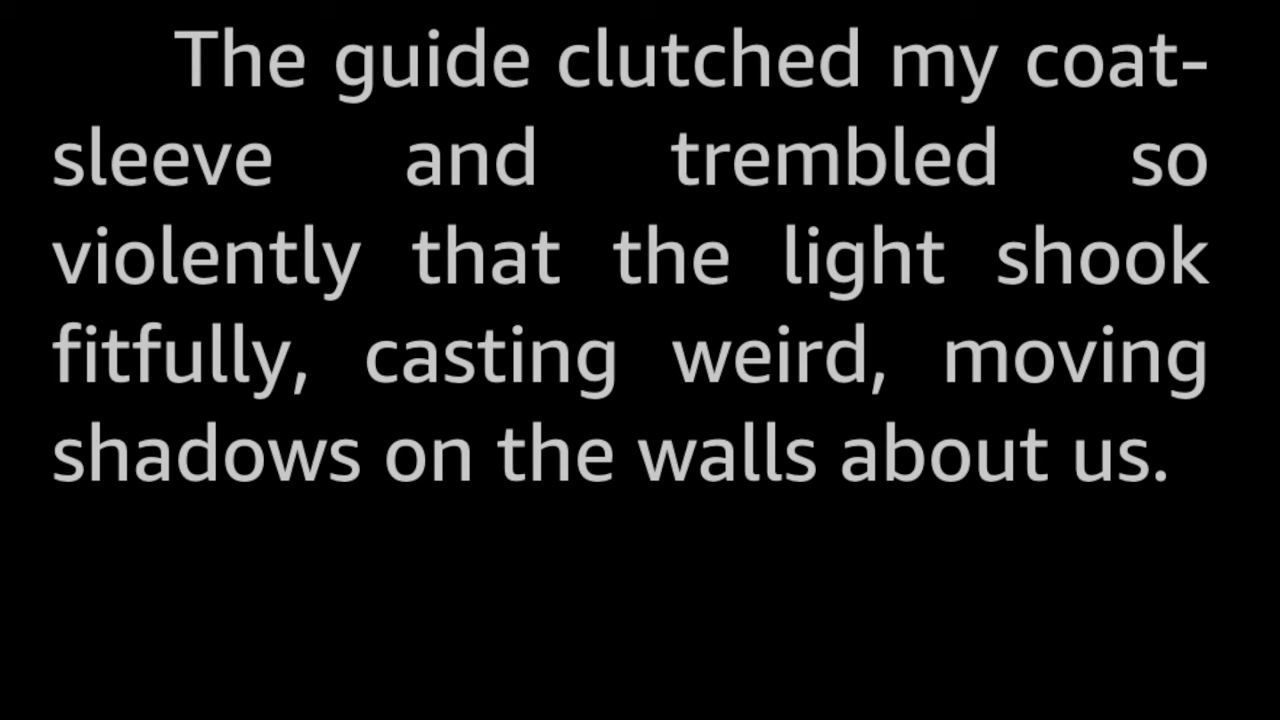 The guide clutched my coat-
sleeve and trembled so
violently that the light shook
fitfully, casting weird, moving
shadows on the walls about us.